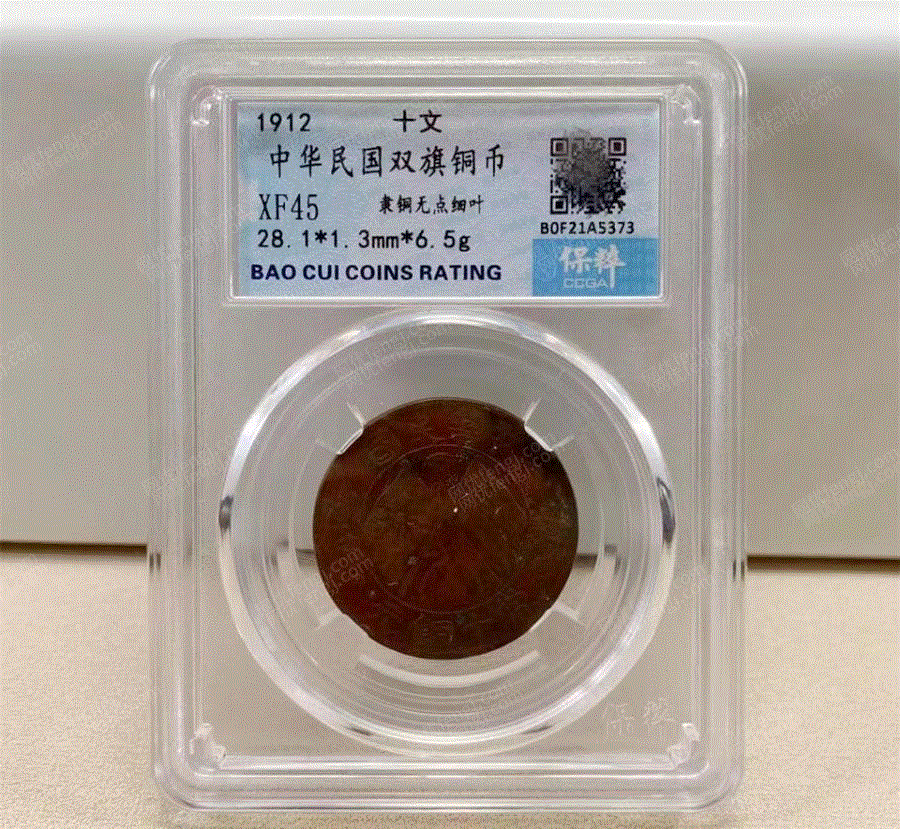 1912 十文
中华民国双旗铜币
XF45 隶铜无点细叶
28.1*1.3mm*6.5g
BAO CUI COINS RATING
B0F21A5373
保粹
CCGA